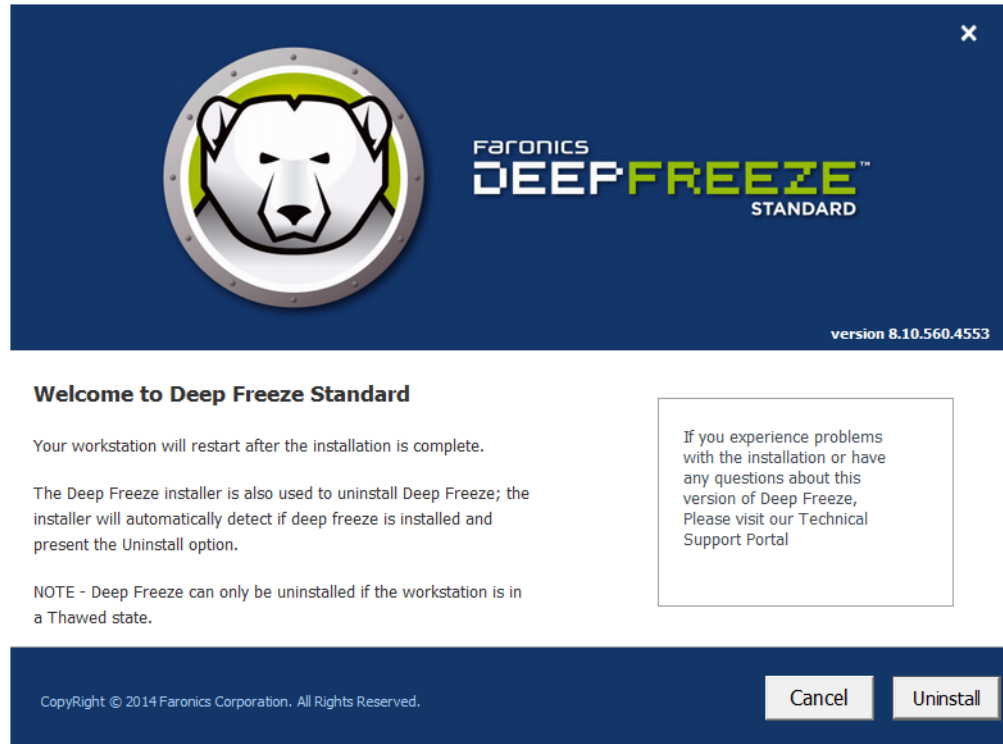 ×
Faronics
DEEPFREEZE™
STANDARD
version 8.10.560.4553
Welcome to Deep Freeze Standard
Your workstation will restart after the installation is complete.
The Deep Freeze installer is also used to uninstall Deep Freeze; the
installer will automatically detect if deep freeze is installed and
present the Uninstall option.
NOTE - Deep Freeze can only be uninstalled if the workstation is in
a Thawed state.
If you experience problems
with the installation or have
any questions about this
version of Deep Freeze,
Please visit our Technical
Support Portal
CopyRight © 2014 Faronics Corporation. All Rights Reserved.
Cancel
Uninstall